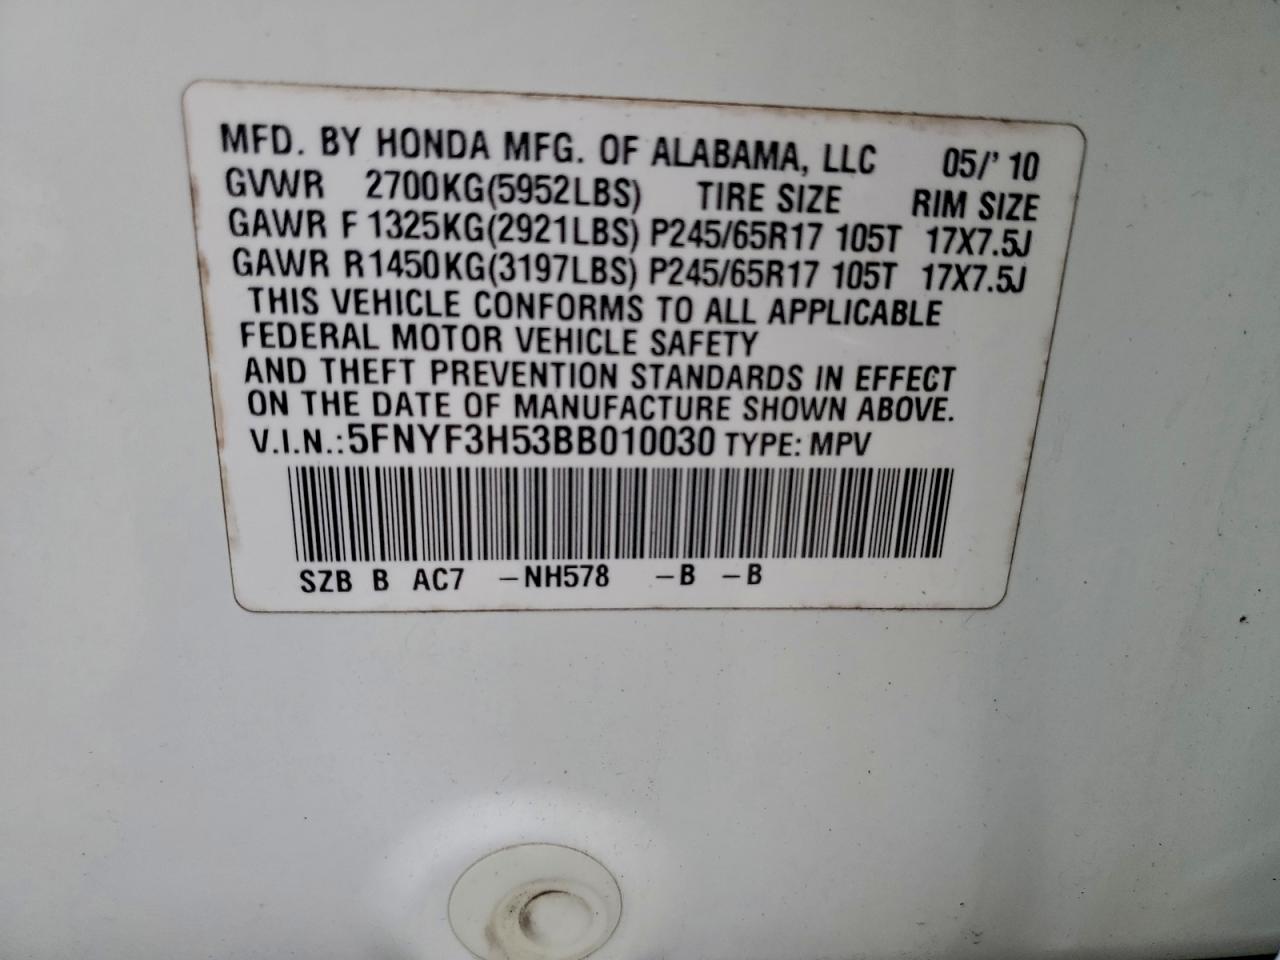 MFD. BY HONDA MFG. OF ALABAMA, LLC 05/' 10
GVWR 2700KG(5952LBS) TIRE SIZE RIM SIZE
GAWR F 1325KG(2921LBS) P245/65R17 105T 17X7.5J
GAWR R1450KG(3197LBS) P245/65R17 105T 17X7.5J
THIS VEHICLE CONFORMS TO ALL APPLICABLE
FEDERAL MOTOR VEHICLE SAFETY
AND THEFT PREVENTION STANDARDS IN EFFECT
ON THE DATE OF MANUFACTURE SHOWN ABOVE.
V.I.N.:5FNYF3H53BB010030 TYPE: MPV
SZB B AC7 -NH578 -B -B